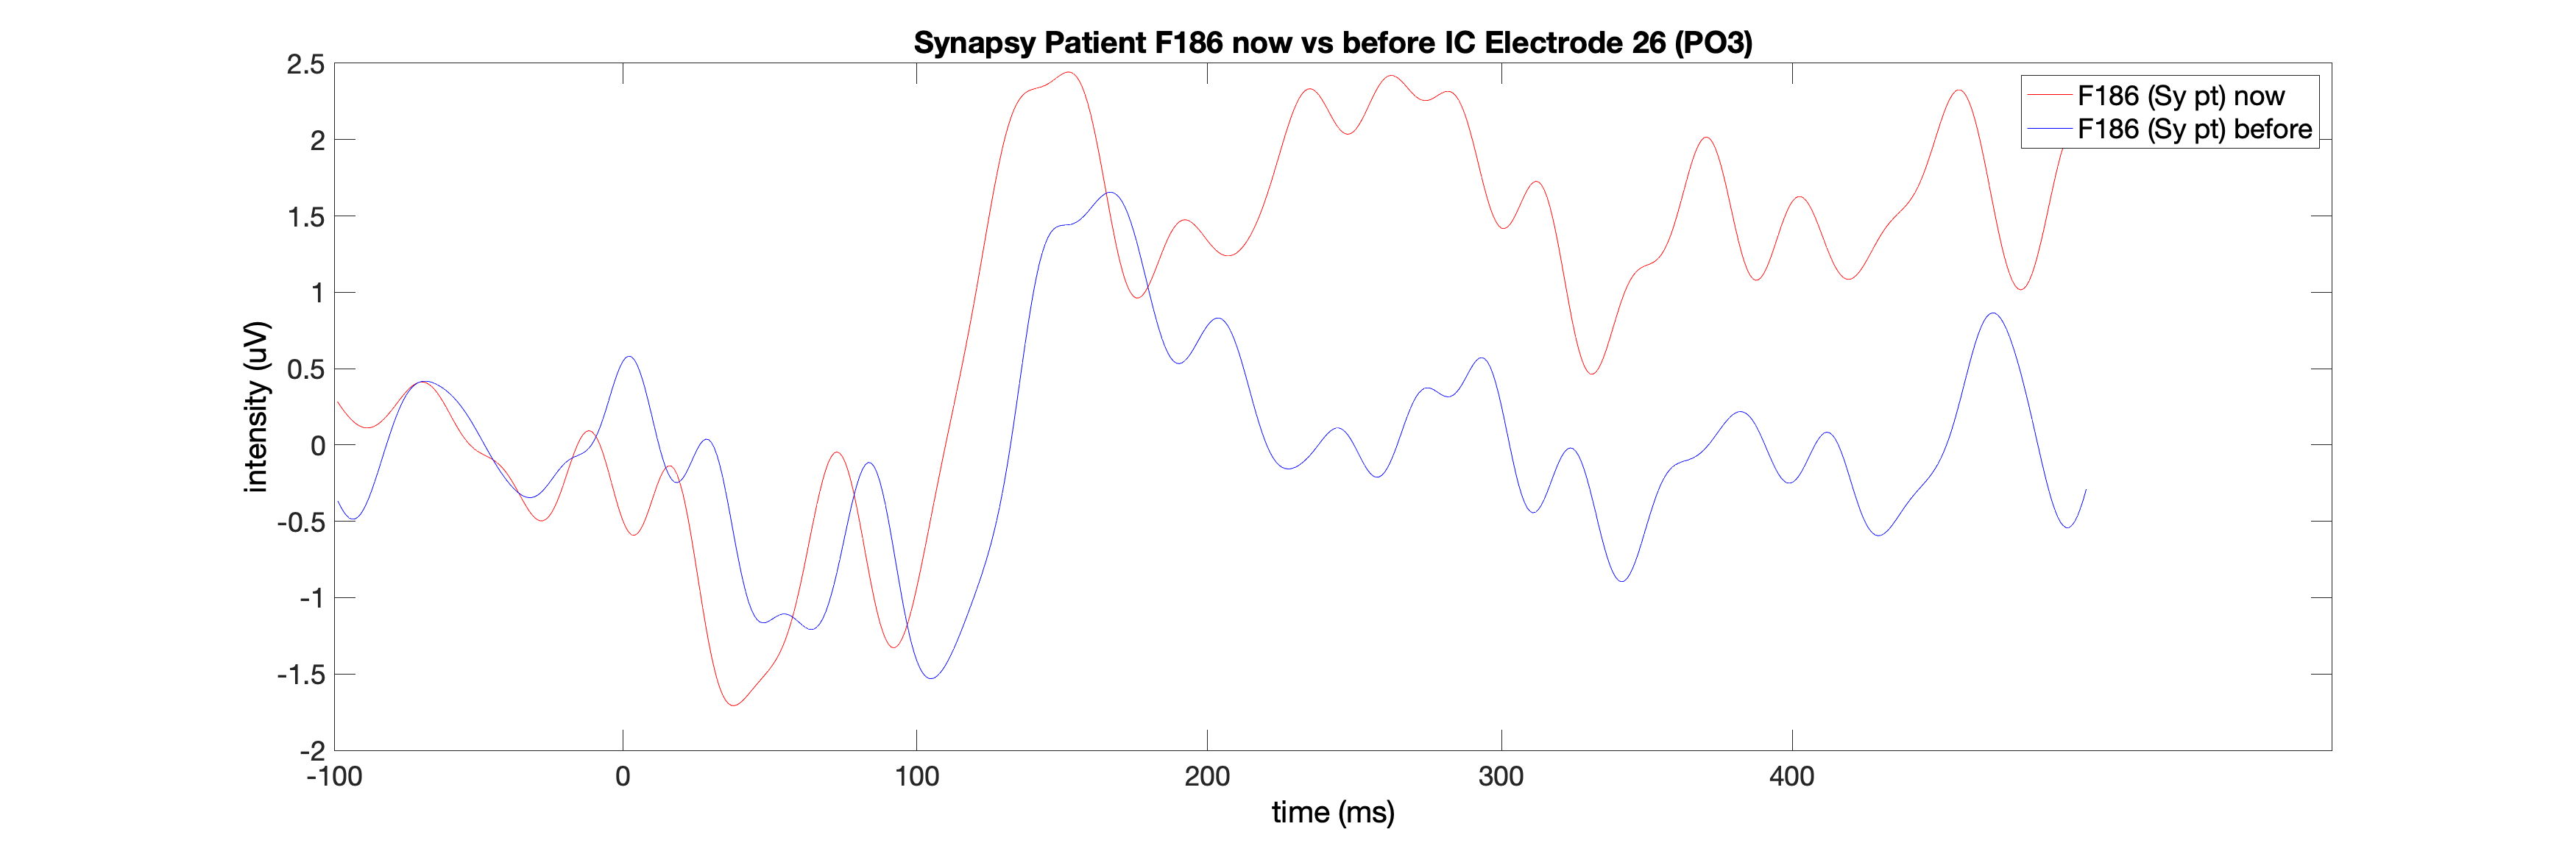 Synapsy Patient F186 now vs before IC Electrode 26 (PO3)
2.5
2
1.5
1
0.5
0
-0.5
-1
-1.5
-2
intensity (uV)
F186 (Sy pt) now
F186 (Sy pt) before
-100 0 100 200 300 400
time (ms)